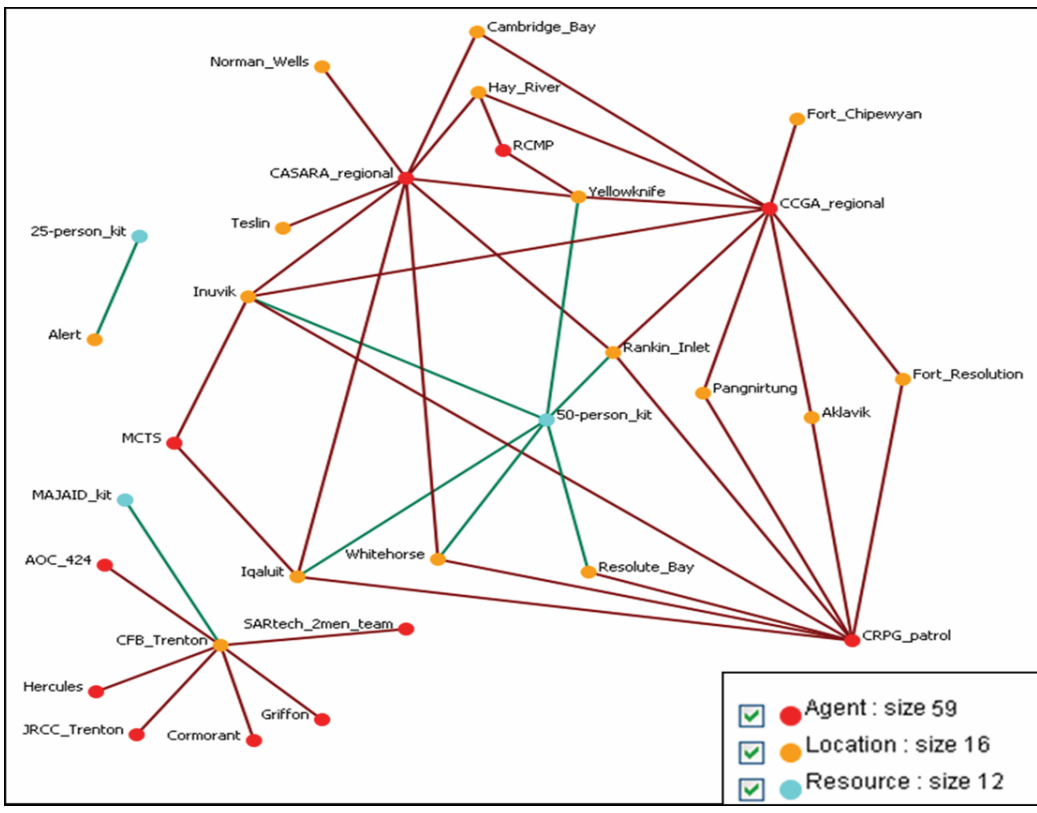 Cambridge_Bay
Norman_Wells
Hay_River
Fort_Chipewyan
RCMP
CASARA_regional
Yellowknife
CCGA_regional
Teslin
25-person_kit
Inuvik
Alert
Rankin_Inlet
Fort_Resolution
Pangnirtung
Aklavik
50-person_kit
MCTS
MAJAID_kit
AOC_424
Whitehorse
Iqaluit
Resolute_Bay
SARtech_2men_team
CFB_Trenton
CRPG_patrol
Hercules
Griffon
JRCC_Trenton
Cormorant
Agent : size 59
Location : size 16
Resource : size 12